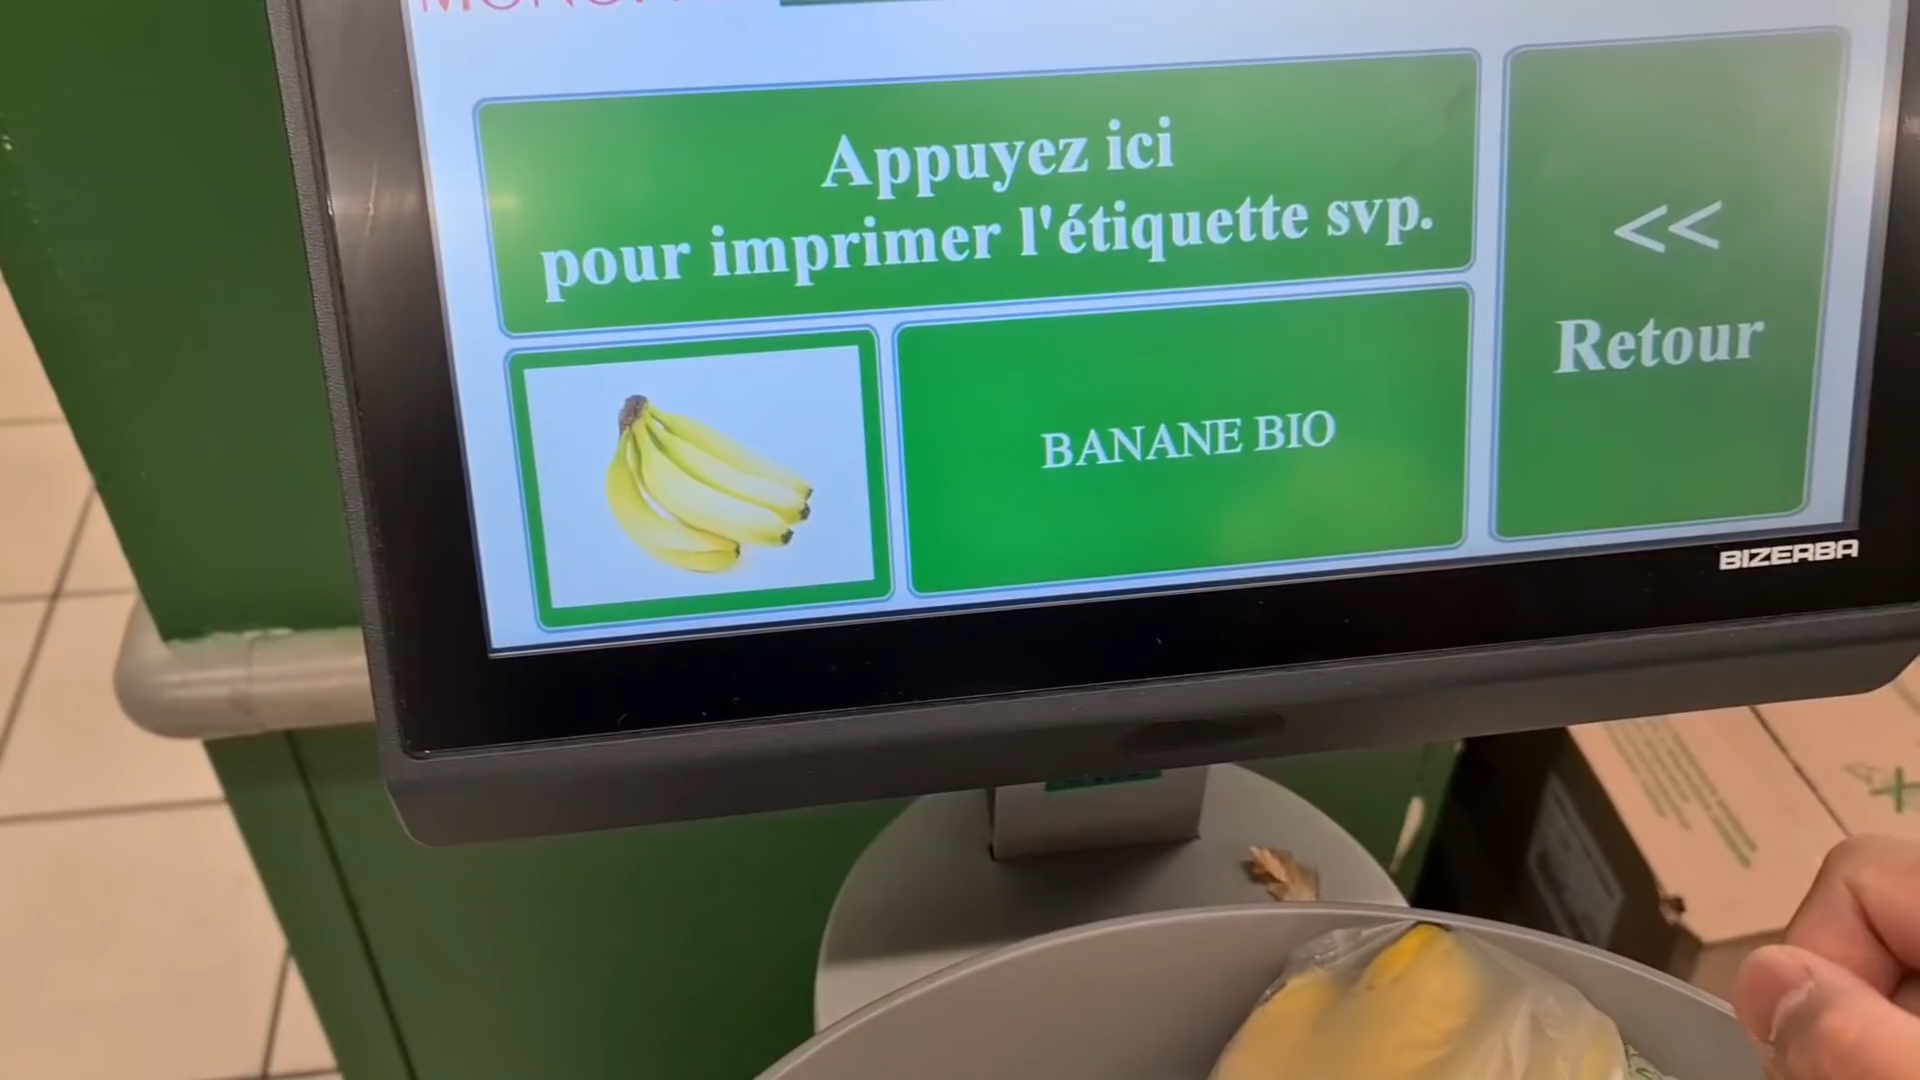 Appuyez ici
pour imprimer l'étiquette svp.
<<
Retour
BANANE BIO
BIZERBA